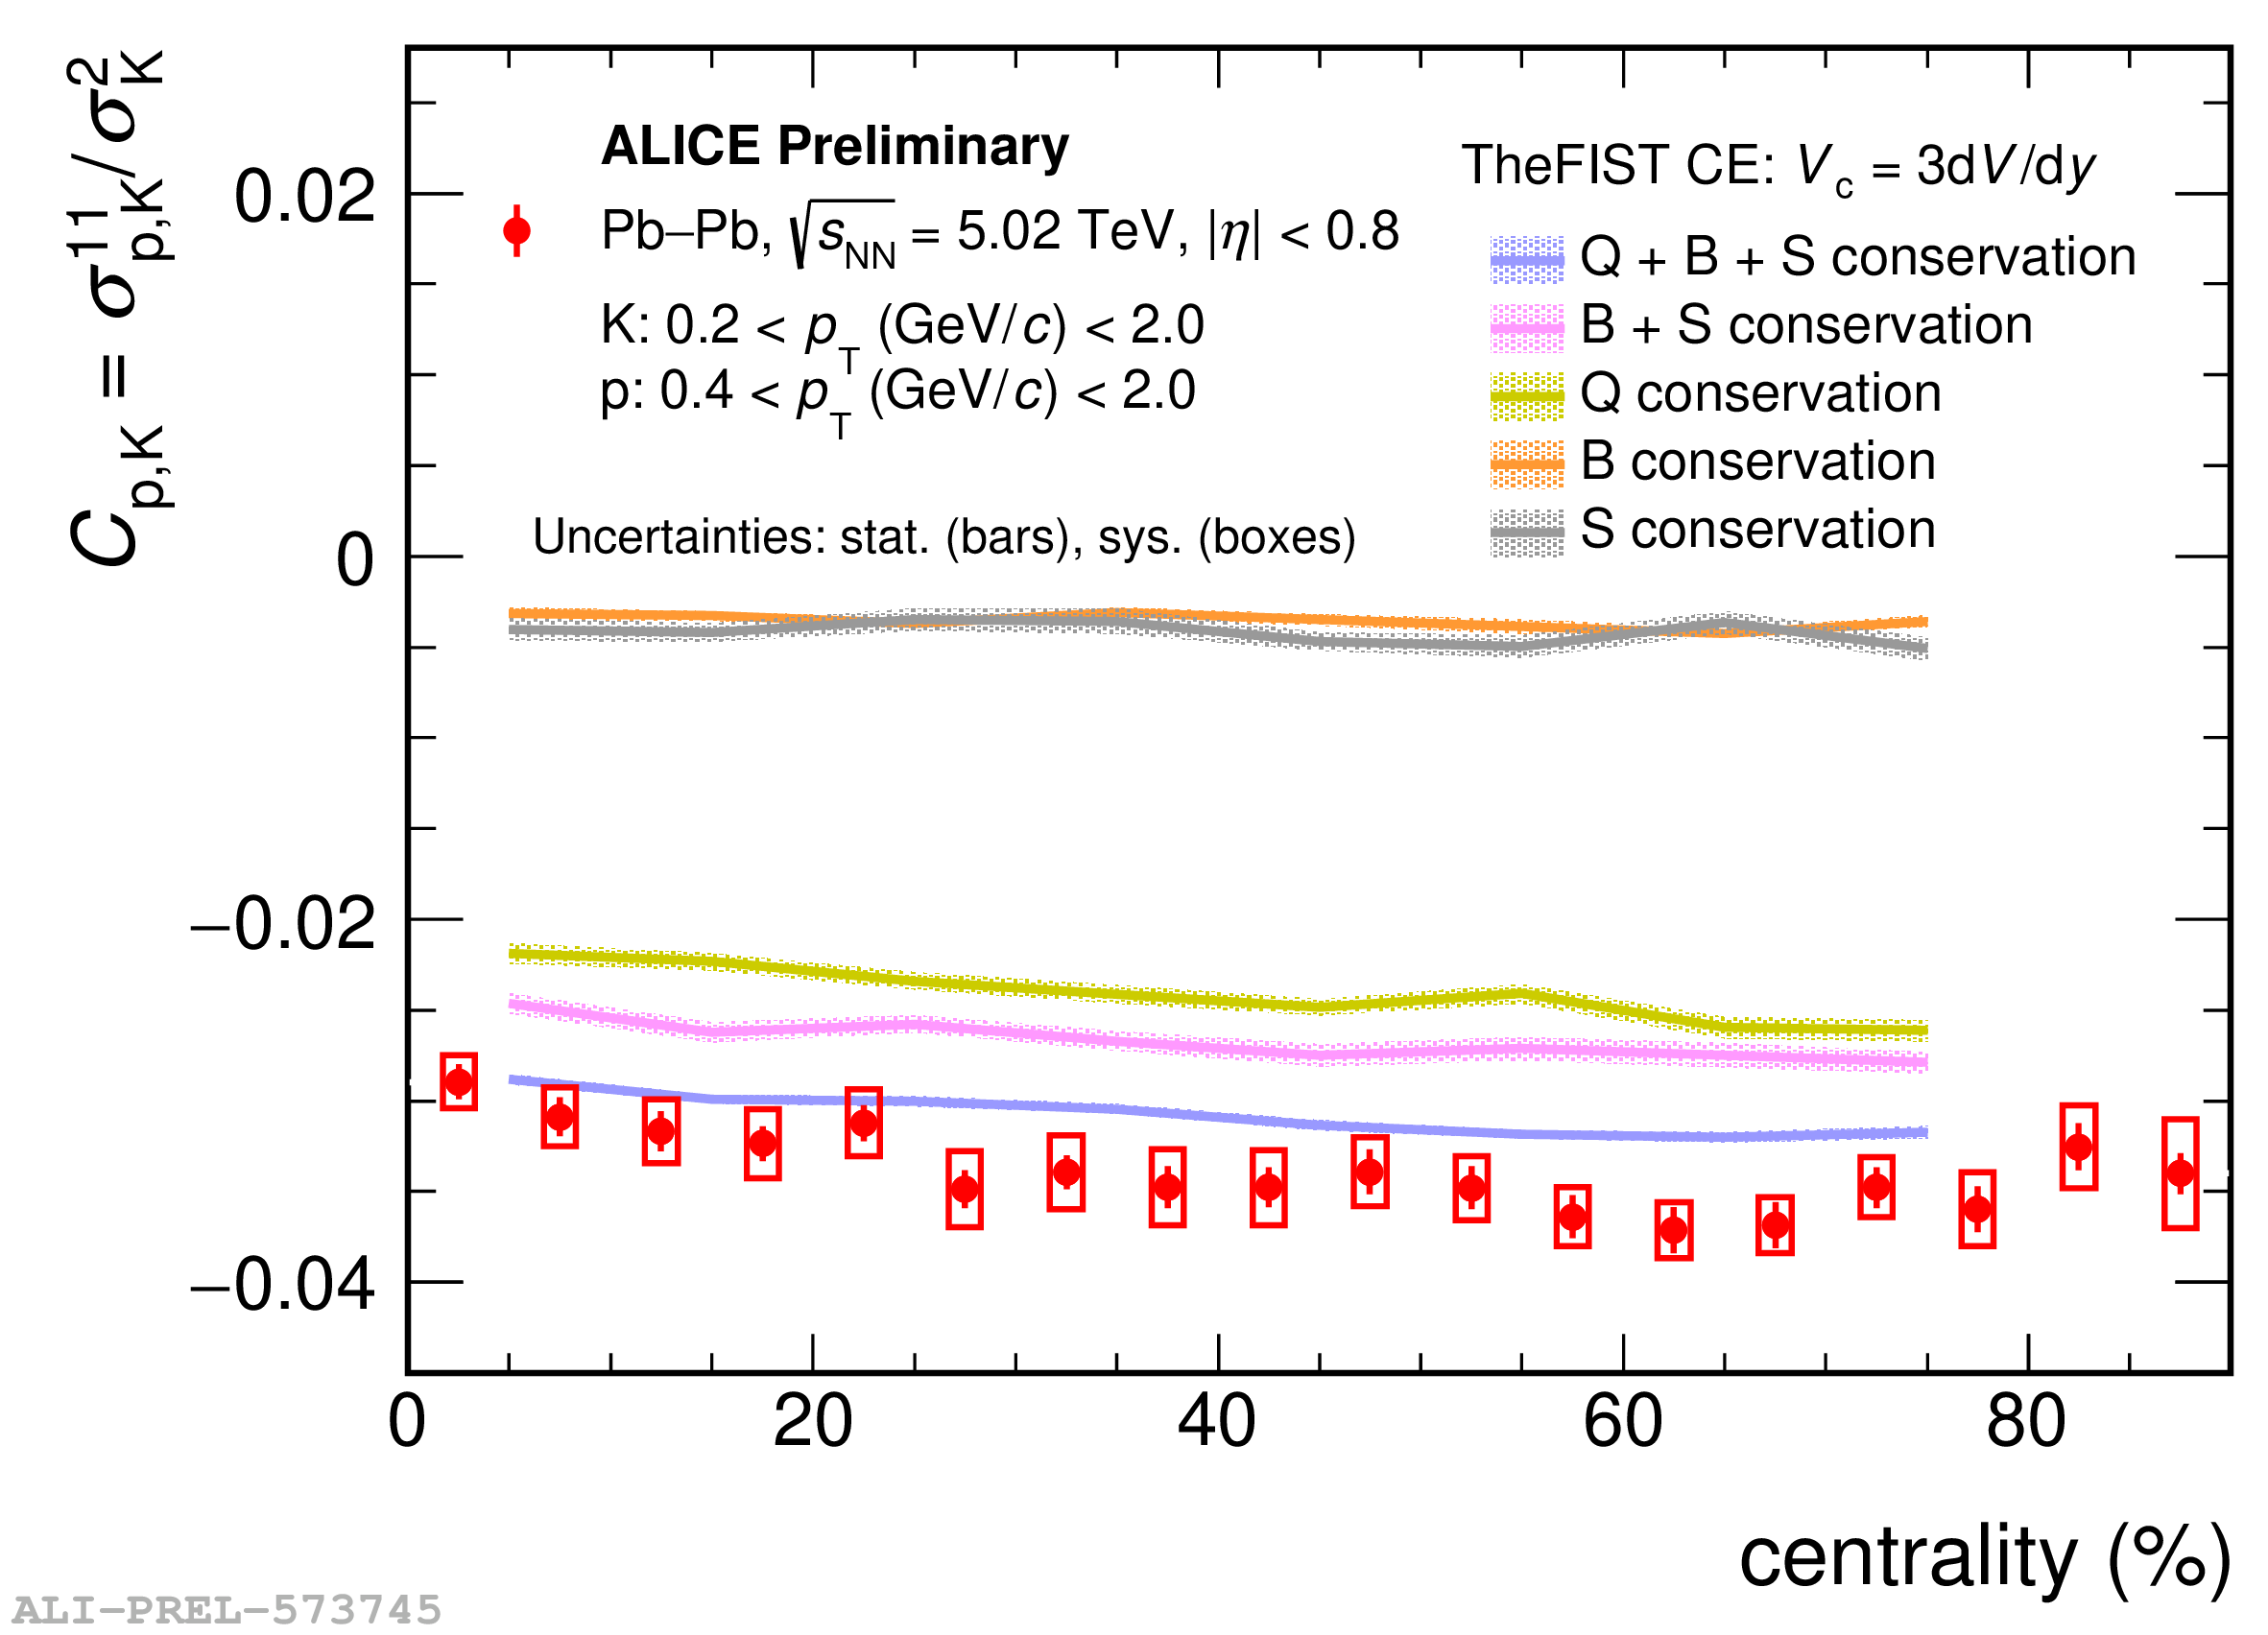 C_p,K = σ^11_p,K / σ^2_K
ALICE Preliminary
Pb–Pb, √s_NN = 5.02 TeV, |η| < 0.8
K: 0.2 < p_T (GeV/c) < 2.0
p: 0.4 < p_T (GeV/c) < 2.0
Uncertainties: stat. (bars), sys. (boxes)
TheFIST CE: V_c = 3dV/dy
Q + B + S conservation
B + S conservation
Q conservation
B conservation
S conservation
0.02
0
−0.02
−0.04
0 20 40 60 80
centrality (%)
ALI−PREL−573745